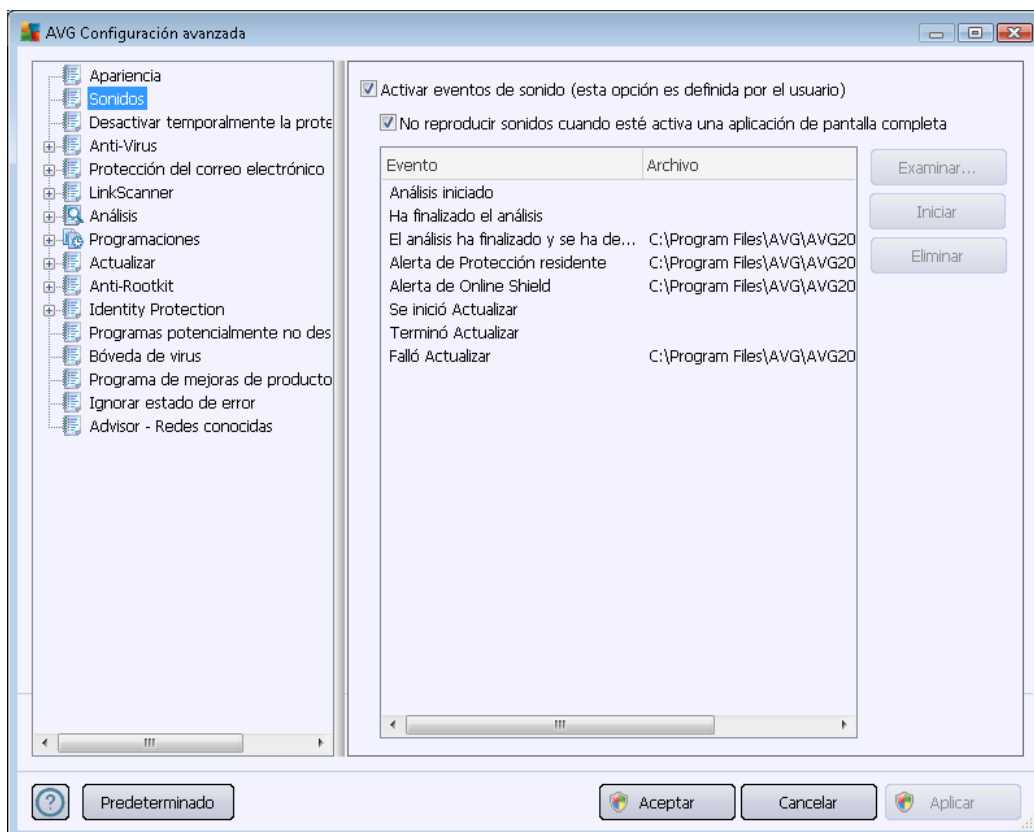 AVG Configuración avanzada
Apariencia
Sonidos
Desactivar temporalmente la prote
Anti-Virus
Protección del correo electrónico
LinkScanner
Análisis
Programaciones
Actualizar
Anti-Rootkit
Identity Protection
Programas potencialmente no des
Bóveda de virus
Programa de mejoras de producto
Ignorar estado de error
Advisor - Redes conocidas
Activar eventos de sonido (esta opción es definida por el usuario)
No reproducir sonidos cuando esté activa una aplicación de pantalla completa
Evento Archivo
Análisis iniciado
Ha finalizado el análisis
El análisis ha finalizado y se ha de... C:\Program Files\AVG\AVG20
Alerta de Protección residente C:\Program Files\AVG\AVG20
Alerta de Online Shield C:\Program Files\AVG\AVG20
Se inició Actualizar
Terminó Actualizar
Falló Actualizar C:\Program Files\AVG\AVG20
Examinar...
Iniciar
Eliminar
Predeterminado
Aceptar
Cancelar
Aplicar